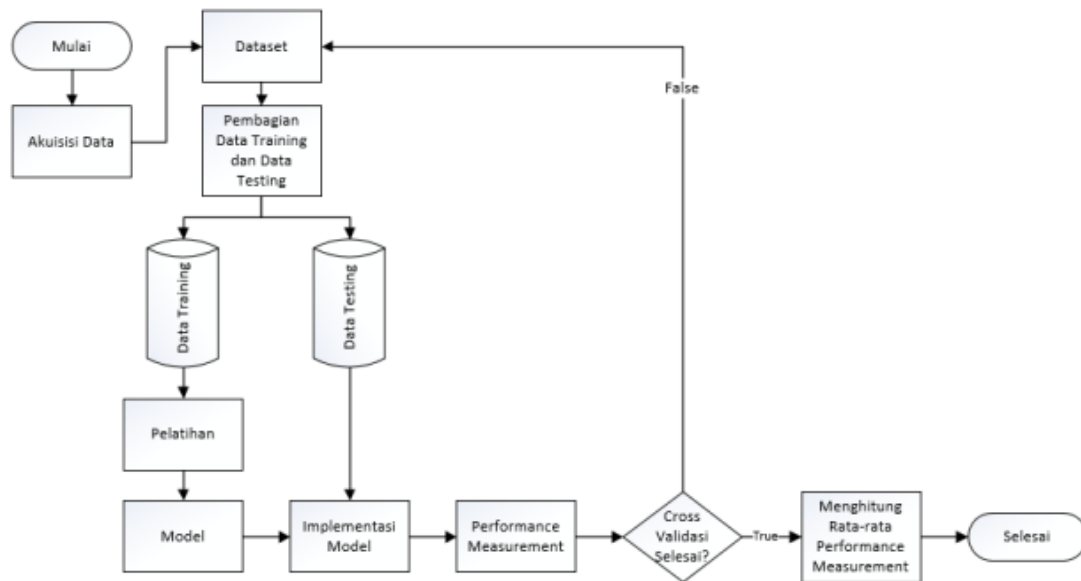 Mulai
Dataset
False
Akuisisi Data
Pembagian
Data Training
dan Data
Testing
Data Training
Data Testing
Pelatihan
Model
Implementasi
Model
Performance
Measurement
Cross
Validasi
Selesai?
True
Menghitung
Rata-rata
Performance
Measurement
Selesai